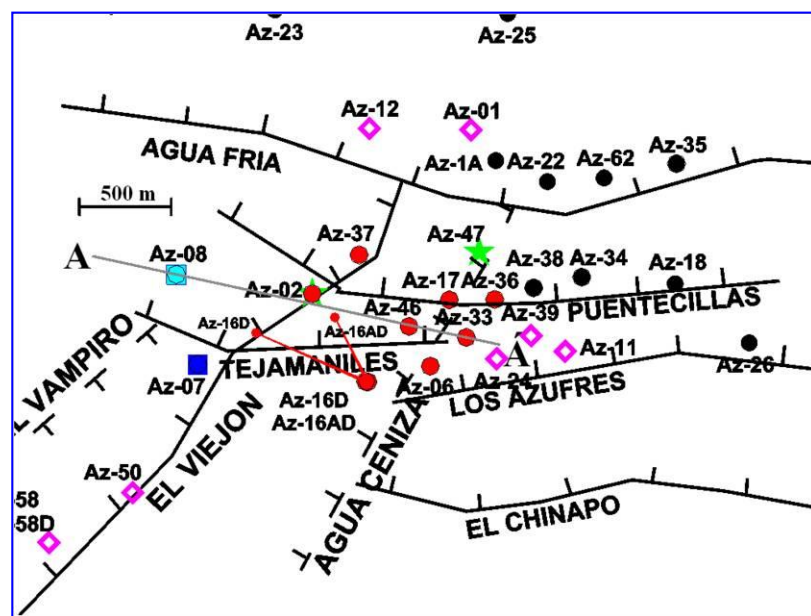 Az-23
Az-25
Az-12
Az-01
AGUA FRIA
Az-1A
Az-22
Az-62
Az-35
500 m
Az-37
Az-47
A
Az-08
Az-38
Az-34
Az-18
Az-02
Az-17
Az-36
Az-46
Az-33
Az-39
PUENTECILLAS
Az-16D
Az-16AD
A
Az-11
Az-26
VAMPIRO
Az-07
TEJAMANILES
Az-06
Az-24
LOS AZUFRES
Az-16D
Az-16AD
EL VIEJON
AGUA CENIZA
Az-50
-58
-58D
EL CHINAPO